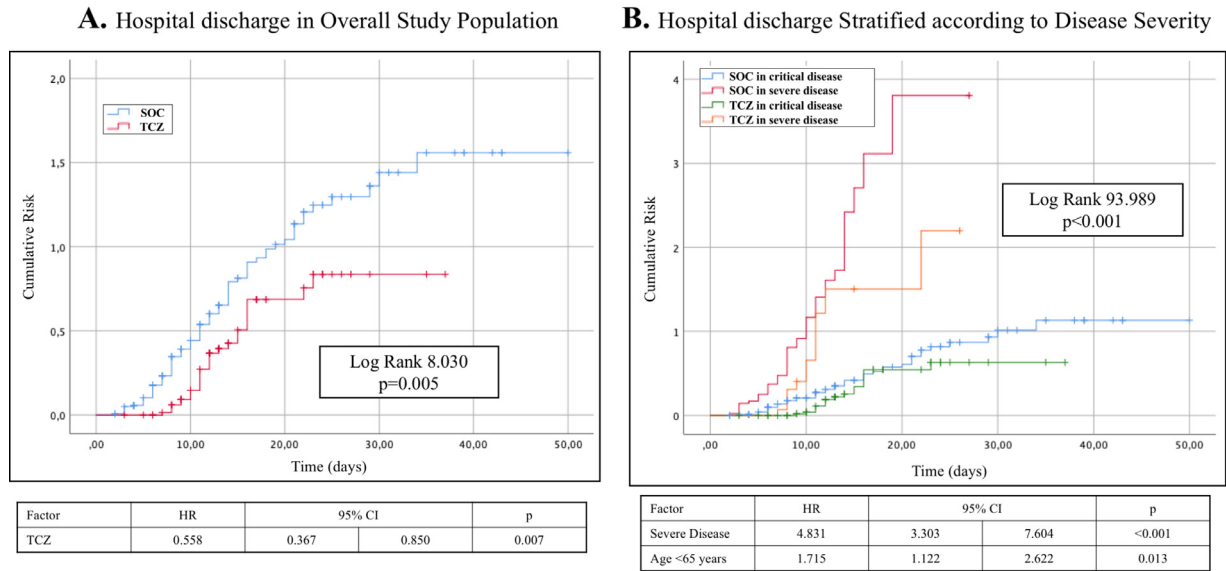 A. Hospital discharge in Overall Study Population
2,0
1,5
1,0
0,5
0,0
Cumulative Risk
SOC
TCZ
Log Rank 8.030
p=0.005
,00 10,00 20,00 30,00 40,00 50,00
Time (days)
Factor HR 95% CI p
TCZ 0.558 0.367 0.850 0.007
B. Hospital discharge Stratified according to Disease Severity
4
3
2
1
0
Cumulative Risk
SOC in critical disease
SOC in severe disease
TCZ in critical disease
TCZ in severe disease
Log Rank 93.989
p<0.001
,00 10,00 20,00 30,00 40,00 50,00
Time (days)
Factor HR 95% CI p
Severe Disease 4.831 3.303 7.604 <0.001
Age <65 years 1.715 1.122 2.622 0.013